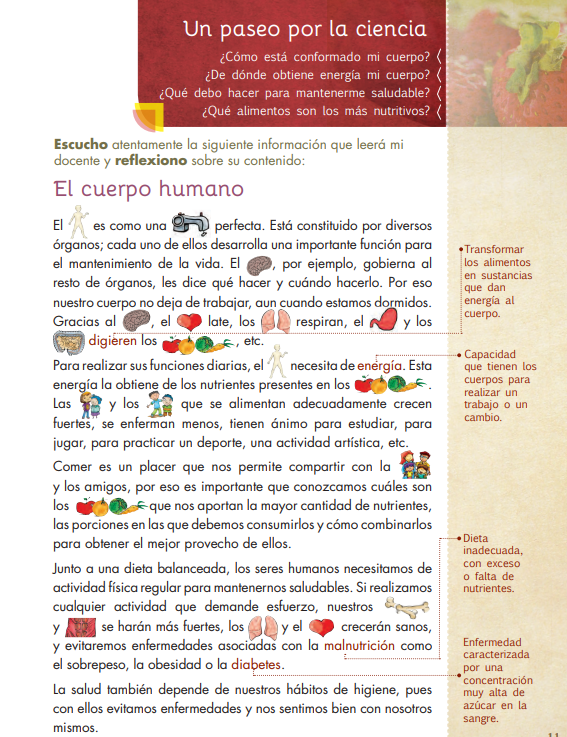 Un paseo por la ciencia
¿Cómo está conformado mi cuerpo?
¿De dónde obtiene energía mi cuerpo?
¿Qué debo hacer para mantenerme saludable?
¿Qué alimentos son los más nutritivos?
Escucho atentamente la siguiente información que leerá mi
docente y reflexiono sobre su contenido:
El cuerpo humano
El es como una perfecta. Está constituido por diversos
órganos; cada uno de ellos desarrolla una importante función para
el mantenimiento de la vida. El , por ejemplo, gobierna al
resto de órganos, les dice qué hacer y cuándo hacerlo. Por eso
nuestro cuerpo no deja de trabajar, aun cuando estamos dormidos.
Gracias al , el late, los respiran, el y los
digieren los , etc.
Para realizar sus funciones diarias, el necesita de energía. Esta
energía la obtiene de los nutrientes presentes en los .
Las y los que se alimentan adecuadamente crecen
fuertes, se enferman menos, tienen ánimo para estudiar, para
jugar, para practicar un deporte, una actividad artística, etc.
Comer es un placer que nos permite compartir con la
y los amigos, por eso es importante que conozcamos cuáles son
los que nos aportan la mayor cantidad de nutrientes,
las porciones en las que debemos consumirlos y cómo combinarlos
para obtener el mejor provecho de ellos.
Junto a una dieta balanceada, los seres humanos necesitamos de
actividad física regular para mantenernos saludables. Si realizamos
cualquier actividad que demande esfuerzo, nuestros
y se harán más fuertes, los y el crecerán sanos,
y evitaremos enfermedades asociadas con la malnutrición como
el sobrepeso, la obesidad o la diabetes.
La salud también depende de nuestros hábitos de higiene, pues
con ellos evitamos enfermedades y nos sentimos bien con nosotros
mismos.
Transformar
los alimentos
en sustancias
que dan
energía al
cuerpo.
Capacidad
que tienen los
cuerpos para
realizar un
trabajo o un
cambio.
Dieta
inadecuada,
con exceso
o falta de
nutrientes.
Enfermedad
caracterizada
por una
concentración
muy alta de
azúcar en la
sangre.